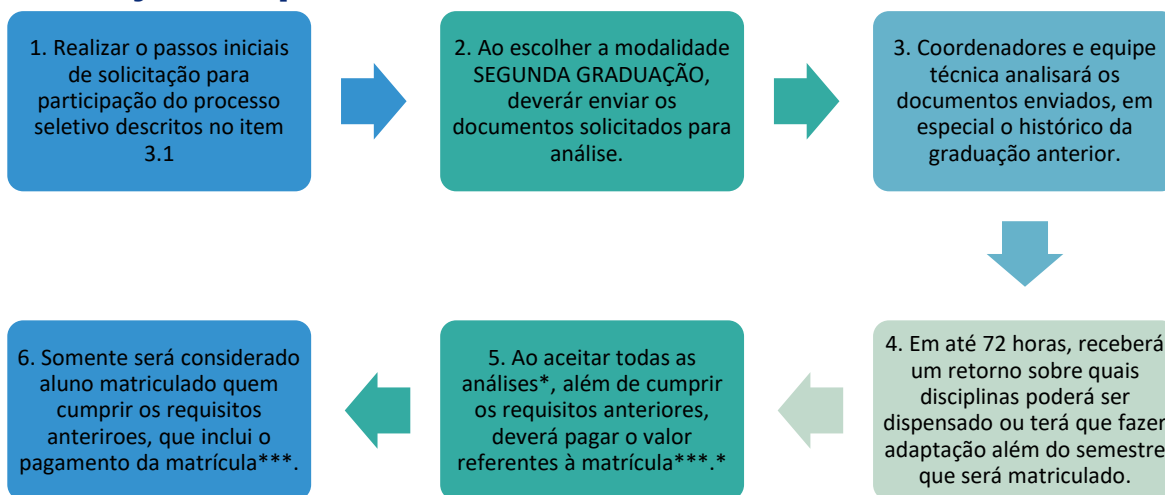 1. Realizar o passos iniciais
de solicitação para
participação do processo
seletivo descritos no item
3.1
2. Ao escolher a modalidade
SEGUNDA GRADUAÇÃO,
deverár enviar os
documentos solicitados para
análise.
3. Coordenadores e equipe
técnica analisará os
documentos enviados, em
especial o histórico da
graduação anterior.
4. Em até 72 horas, receberá
um retorno sobre quais
disciplinas poderá ser
dispensado ou terá que fazer
adaptação além do semestre
que será matriculado.
5. Ao aceitar todas as
análises*, além de cumprir
os requisitos anteriores,
deverá pagar o valor
referentes à matrícula***.*
6. Somente será considerado
aluno matriculado quem
cumprir os requisitos
anteriroes, que inclui o
pagamento da matrícula***.